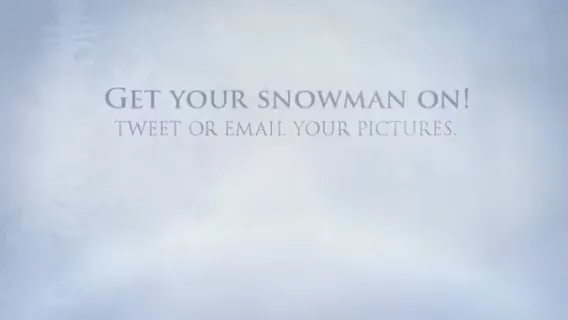 GET YOUR SNOWMAN ON!
TWEET OR EMAIL YOUR PICTURES.